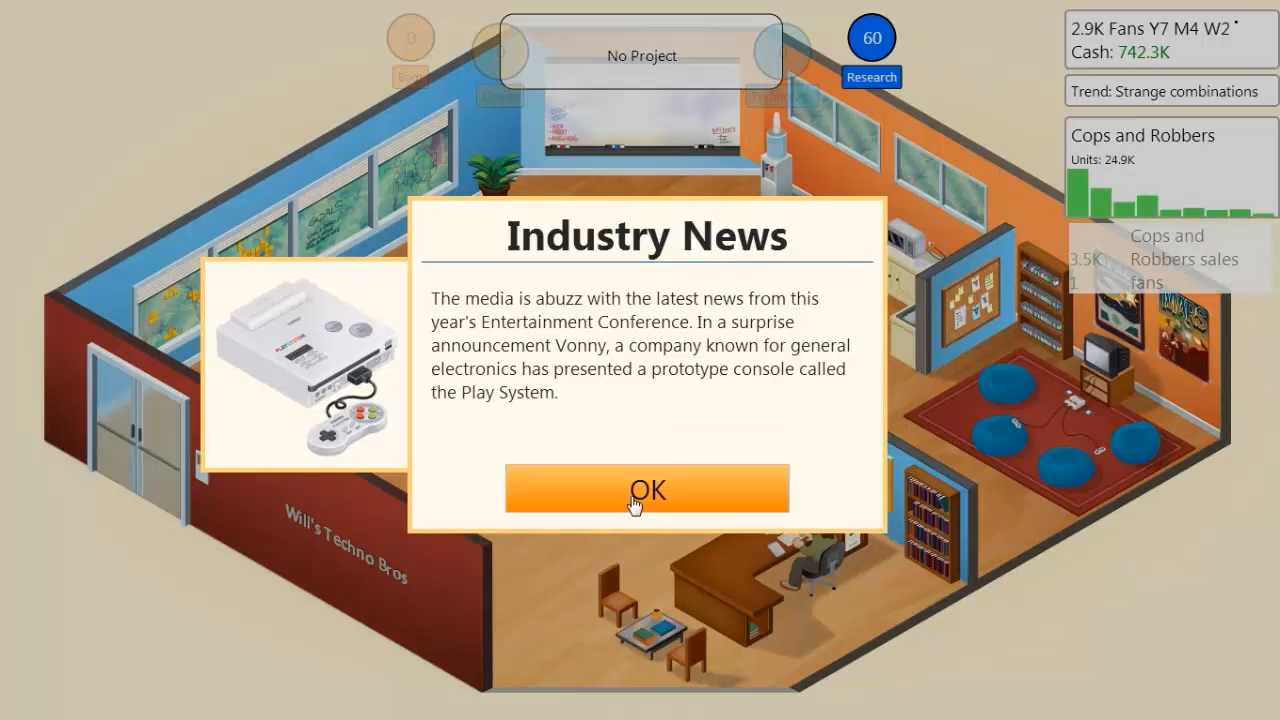 0
Bugs
No Project
60
Research
2.9K Fans Y7 M4 W2
Cash: 742.3K
Trend: Strange combinations
Cops and Robbers
Units: 24.9K
3.5K
1
Cops and
Robbers sales
fans
GOALS
Industry News
The media is abuzz with the latest news from this
year's Entertainment Conference. In a surprise
announcement Vonny, a company known for general
electronics has presented a prototype console called
the Play System.
OK
Will's Techno Bros